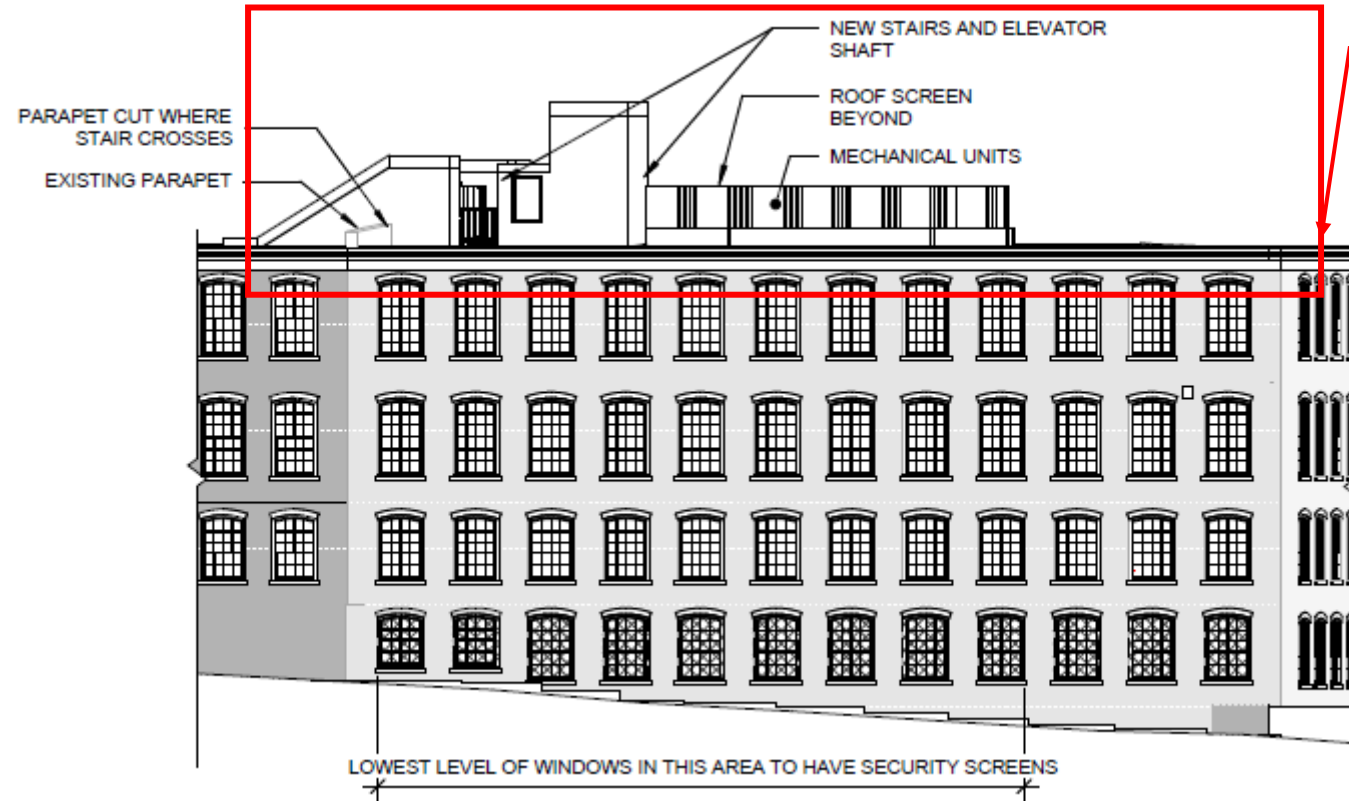 NEW STAIRS AND ELEVATOR
SHAFT
ROOF SCREEN
BEYOND
MECHANICAL UNITS
PARAPET CUT WHERE
STAIR CROSSES
EXISTING PARAPET
LOWEST LEVEL OF WINDOWS IN THIS AREA TO HAVE SECURITY SCREENS